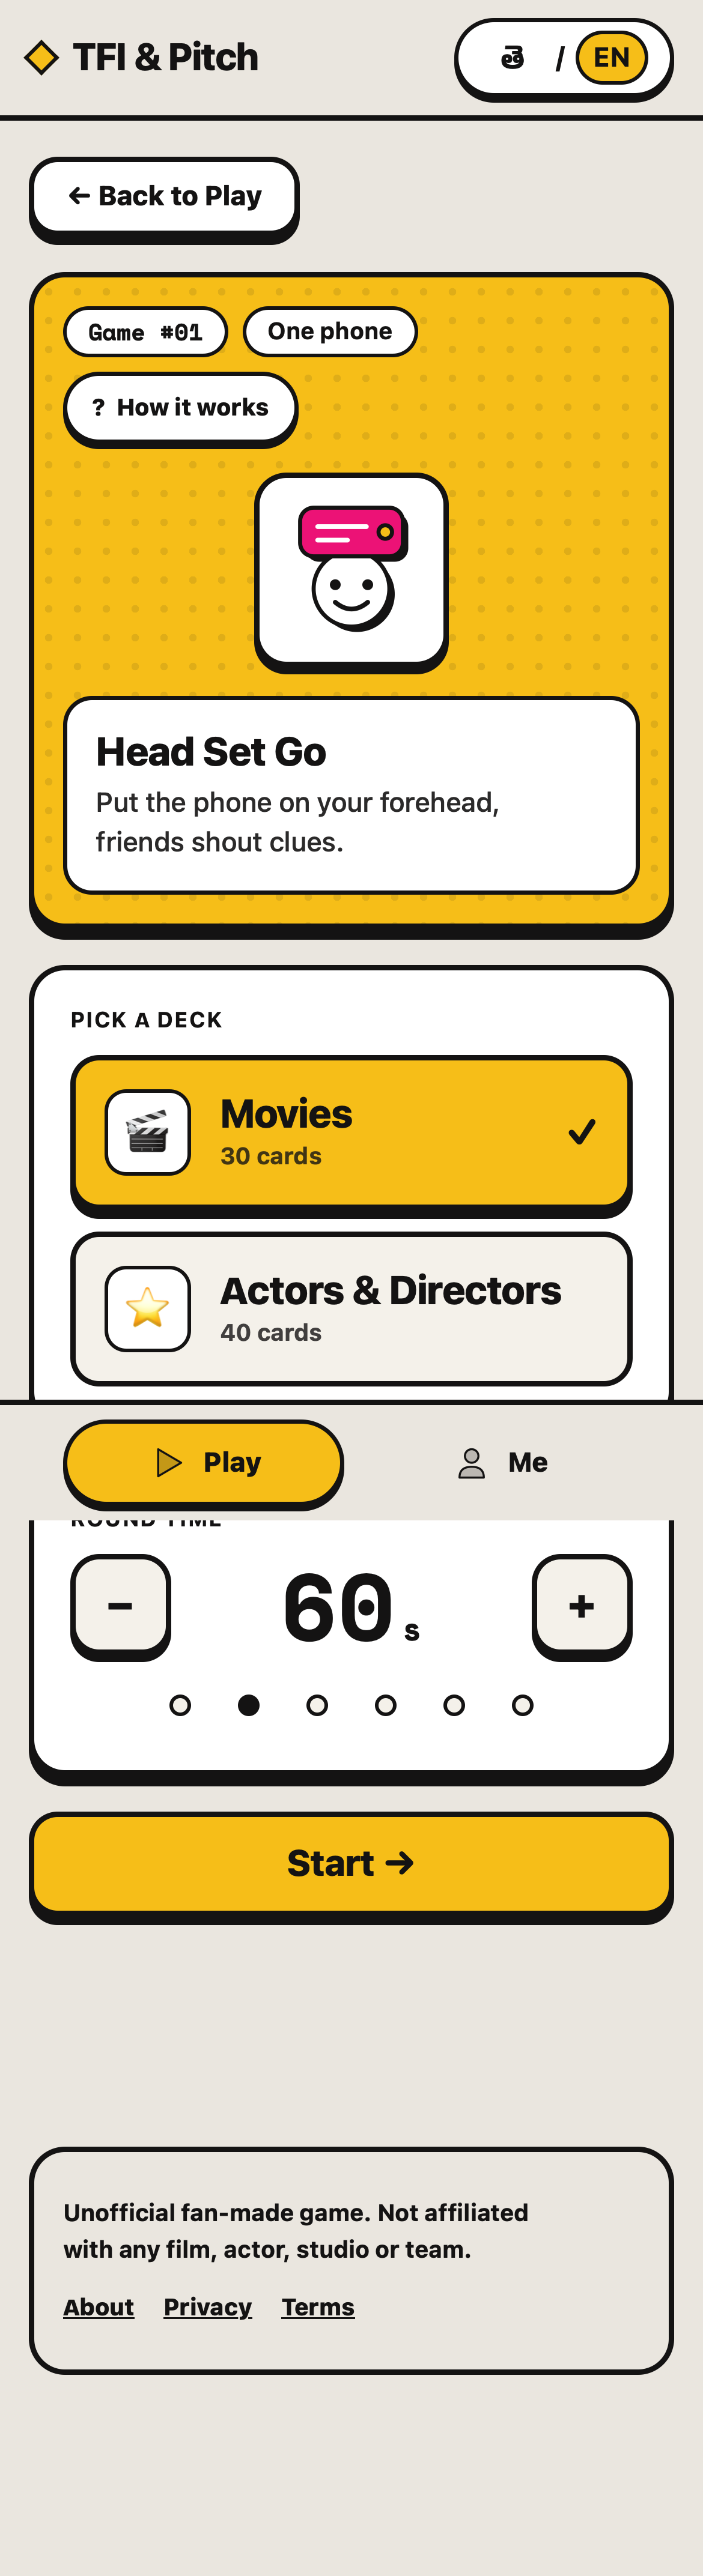 TFI & Pitch
తె / EN
← Back to Play
Game #01
One phone
? How it works
Head Set Go
Put the phone on your forehead,
friends shout clues.
PICK A DECK
Movies
30 cards
Actors & Directors
40 cards
Play
Me
ROUND TIME
− 60 s +
Start →
Unofficial fan-made game. Not affiliated
with any film, actor, studio or team.
About Privacy Terms